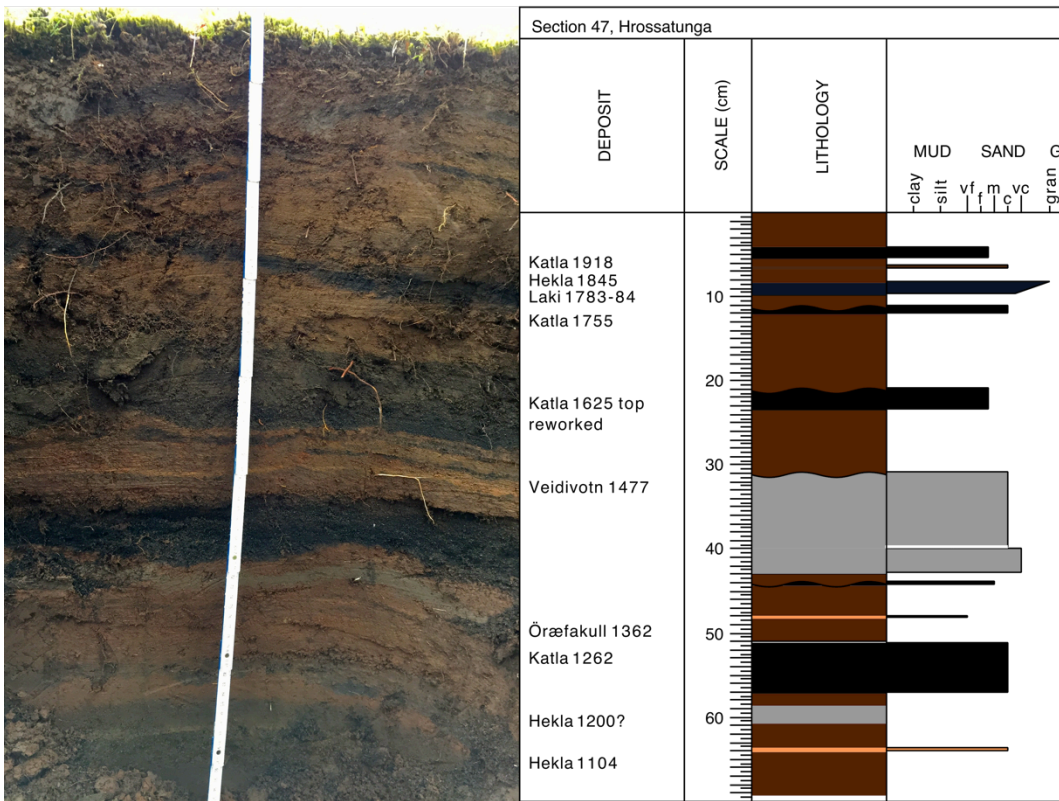 Section 47, Hrossatunga
DEPOSIT
SCALE (cm)
LITHOLOGY
MUD SAND G
clay silt vf f m c vc gran
Katla 1918
Hekla 1845
Laki 1783-84
10
Katla 1755
20
Katla 1625 top
reworked
30
Veidivotn 1477
40
Öræfakull 1362
50
Katla 1262
60
Hekla 1200?
Hekla 1104